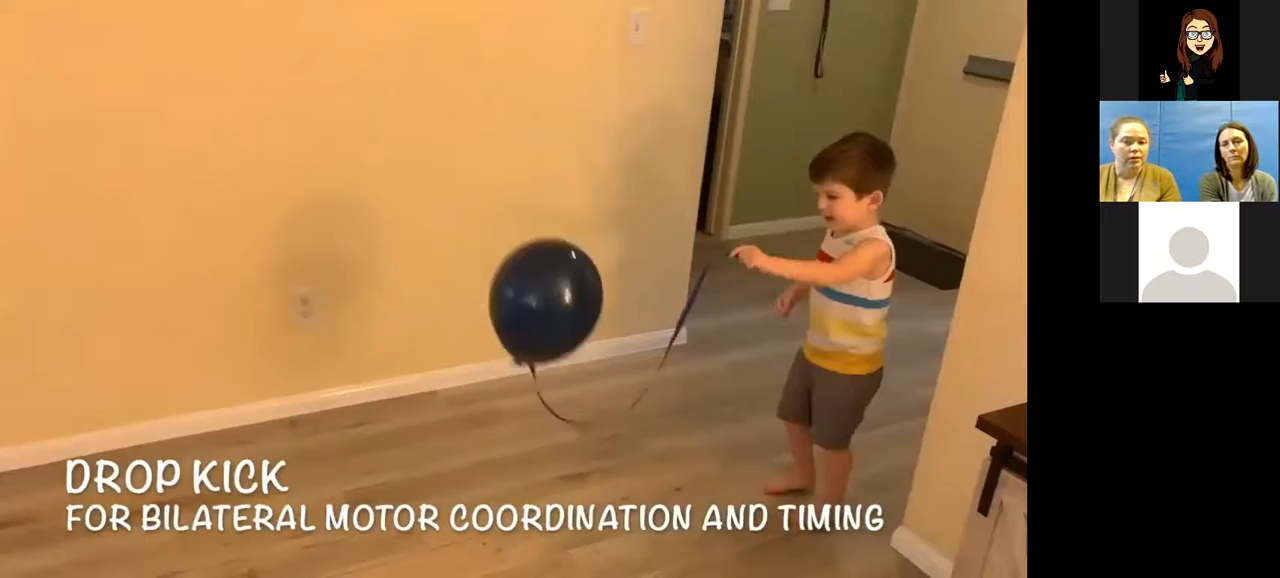 DROP KICK
FOR BILATERAL MOTOR COORDINATION AND TIMING